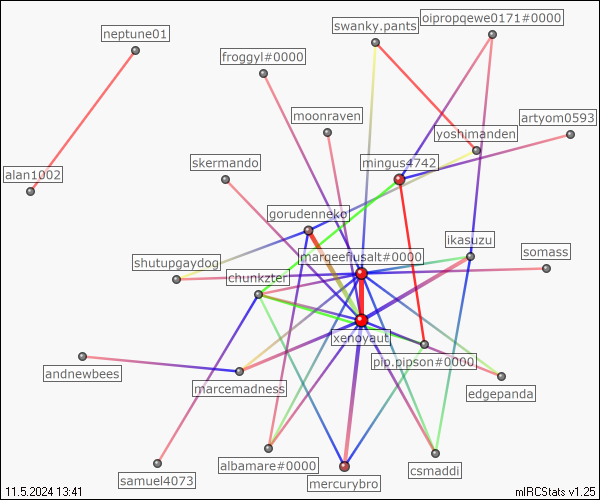 oipropqewe0171#0000
swanky.pants
neptune01
froggyl#0000
moonraven
artyom0593
yoshimanden
skermando
mingus4742
alan1002
gorudenneko
ikasuzu
marqeefiusalt#0000
somass
shutupgaydog
chunkzter
xenoyaut
pip.pipson#0000
andnewbees
marcemadness
edgepanda
albamare#0000
csmaddi
samuel4073
mercurybro
11.5.2024 13:41
mIRCStats v1.25